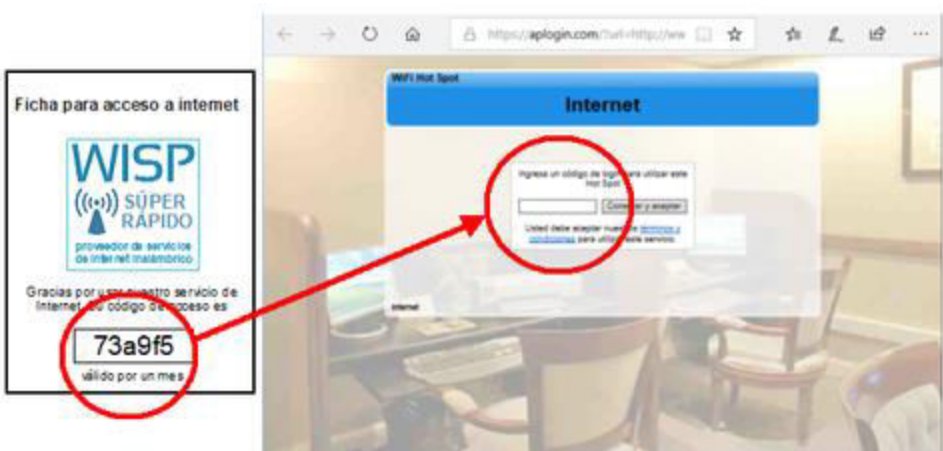 Ficha para acceso a internet
WISP
SÚPER
RÁPIDO
proveedor de servicios
de internet inalámbrico
Gracias por usar nuestro servicio de
Internet. Su código de acceso es
73a9f5
válido por un mes
https://aplogin.com/?url=http://ww
WiFi Hot Spot
Internet
Ingrese un código de login para utilizar este
Hot Spot
Conectar y aceptar
Usted debe aceptar nuestros términos y
condiciones para utilizar este servicio
Internet